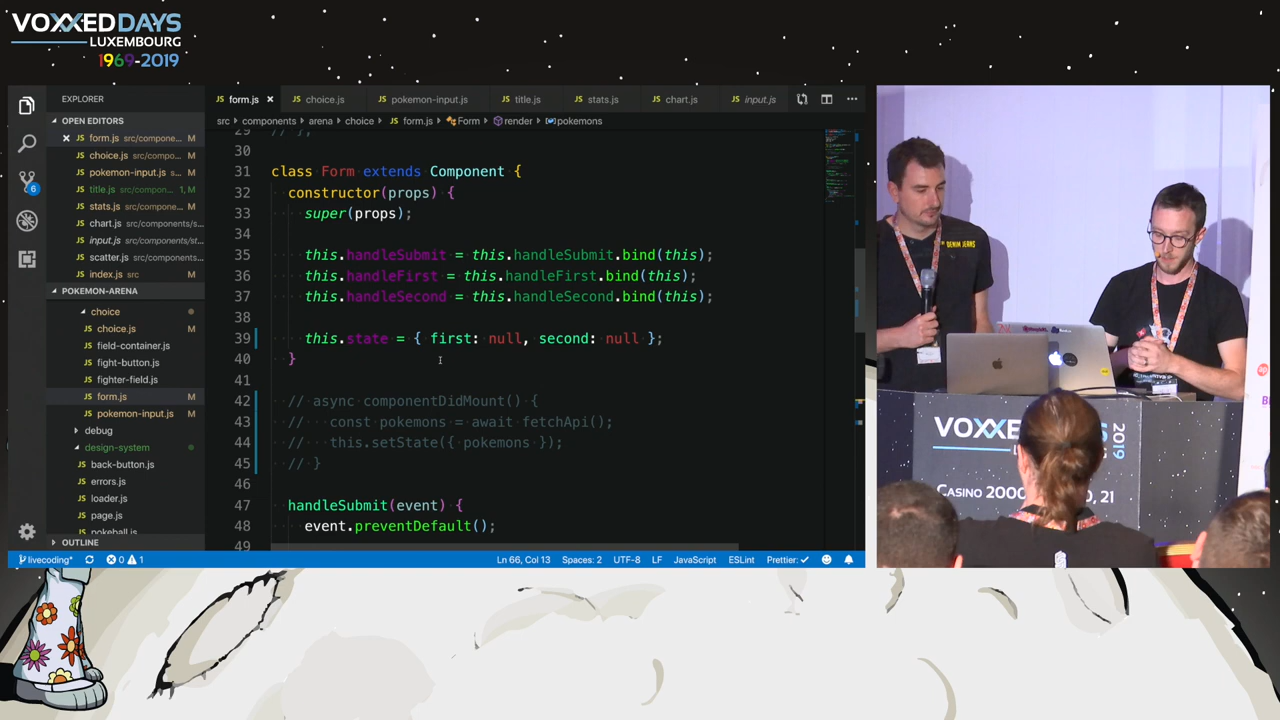 VOXXED DAYS
LUXEMBOURG
1969-2019
EXPLORER
OPEN EDITORS
form.js src/compone... M
choice.js src/compo... M
pokemon-input.js s... M
title.js src/compon... 1, M
stats.js src/compon... M
chart.js src/components/s...
input.js src/components/st...
scatter.js src/components...
index.js src M
POKEMON-ARENA
choice
choice.js M
field-container.js
fight-button.js
fighter-field.js
form.js M
pokemon-input.js M
debug
design-system
back-button.js
errors.js
loader.js
page.js
pokeball.js
OUTLINE
6
form.js
choice.js
pokemon-input.js
title.js
stats.js
chart.js
input.js
src > components > arena > choice > form.js > Form > render > pokemons
29 // };
30
31 class Form extends Component {
32 constructor(props) {
33 super(props);
34
35 this.handleSubmit = this.handleSubmit.bind(this);
36 this.handleFirst = this.handleFirst.bind(this);
37 this.handleSecond = this.handleSecond.bind(this);
38
39 this.state = { first: null, second: null };
40 }
41
42 // async componentDidMount() {
43 // const pokemons = await fetchApi();
44 // this.setState({ pokemons });
45 // }
46
47 handleSubmit(event) {
48 event.preventDefault();
49
livecoding* 0 1 Ln 66, Col 13 Spaces: 2 UTF-8 LF JavaScript ESLint Prettier: ✓
DENIM JEANS
2019